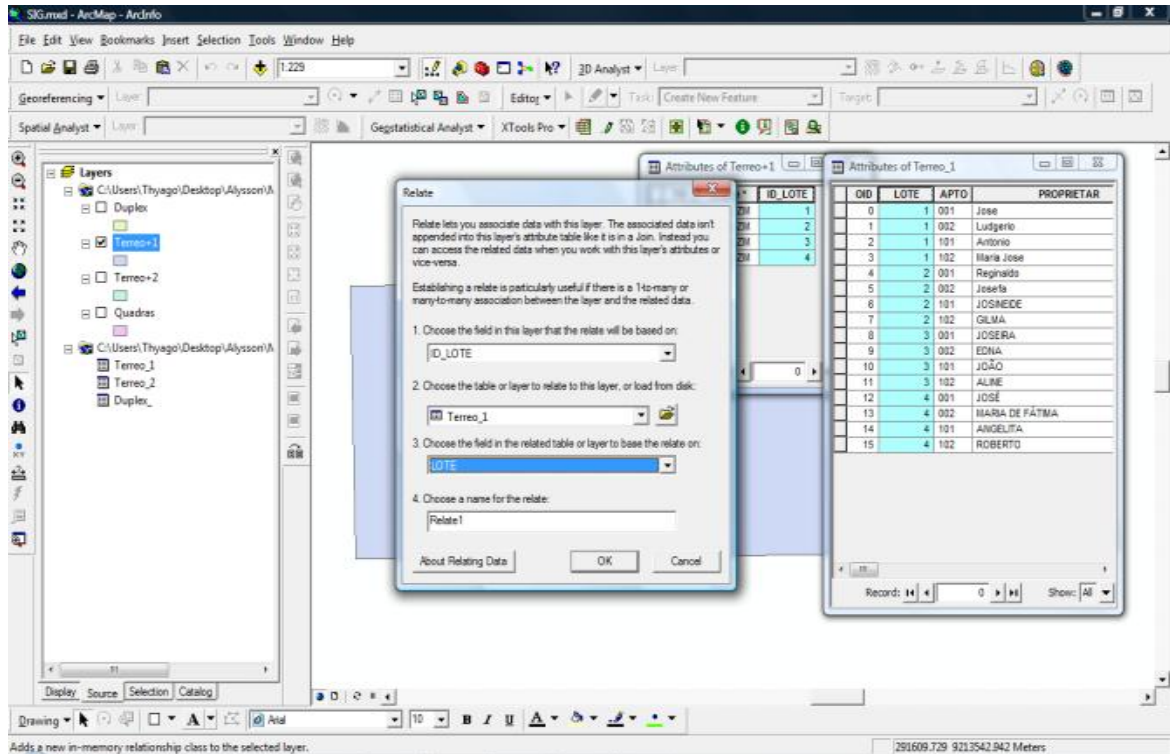 SIG.mxd - ArcMap - ArcInfo
File Edit View Bookmarks Insert Selection Tools Window Help
1:229
3D Analyst
Layer:
Georeferencing
Layer:
Editor
Task: Create New Feature
Target:
Spatial Analyst
Layer:
Geostatistical Analyst
XTools Pro
Layers
C:\Users\Thyago\Desktop\Alysson\
Duplex
Terreo+1
Terreo+2
Quadras
C:\Users\Thyago\Desktop\Alysson\
Terreo_1
Terreo_2
Duplex_
Display Source Selection Catalog
Relate
Relate lets you associate data with this layer. The associated data isn't
appended into this layer's attribute table like it is in a Join. Instead you
can access the related data when you work with this layer's attributes or
vice-versa.
Establishing a relate is particularly useful if there is a 1-to-many or
many-to-many association between the layer and the related data.
1. Choose the field in this layer that the relate will be based on:
ID_LOTE
2. Choose the table or layer to relate to this layer, or load from disk:
Terreo_1
3. Choose the field in the related table or layer to base the relate on:
LOTE
4. Choose a name for the relate:
Relate1
About Relating Data OK Cancel
Attributes of Terreo+1
ID_LOTE
ZM 1
ZM 2
ZM 3
ZM 4
0
Attributes of Terreo_1
OID LOTE APTO PROPRIETAR
0 1 001 Jose
1 1 002 Ludgerio
2 1 101 Antonio
3 1 102 Maria Jose
4 2 001 Reginaldo
5 2 002 Josefa
6 2 101 JOSINEIDE
7 2 102 GILMA
8 3 001 JOSEIRA
9 3 002 EDNA
10 3 101 JOÃO
11 3 102 ALINE
12 4 001 JOSÉ
13 4 002 MARIA DE FÁTIMA
14 4 101 ANGELITA
15 4 102 ROBERTO
Record: 0 Show: All
Drawing A Arial 10 B I U A
Adds a new in-memory relationship class to the selected layer.
291609.729 9213542.942 Meters